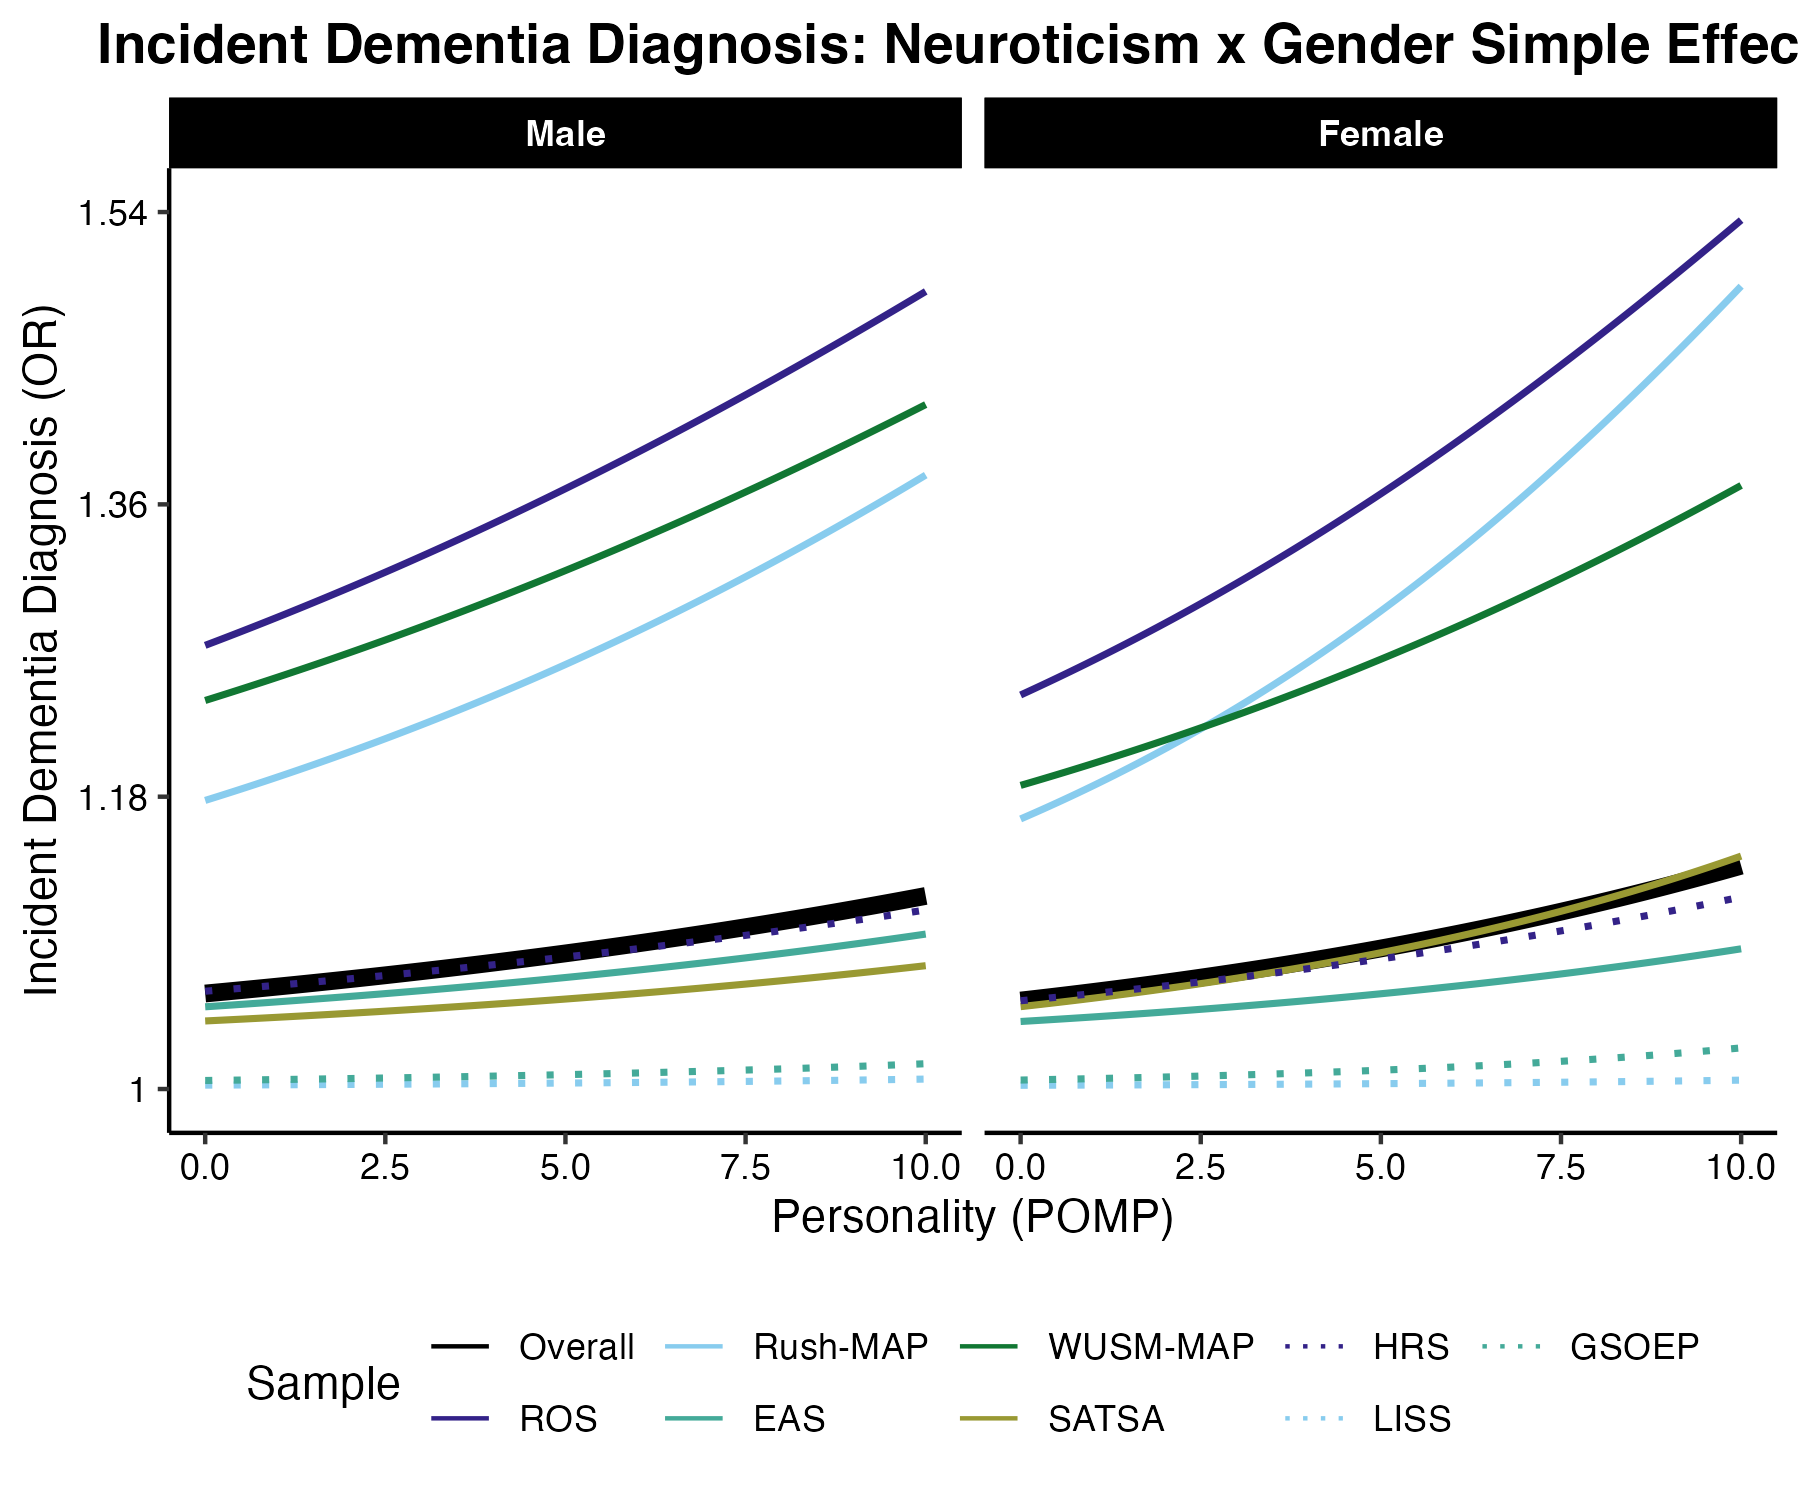 Incident Dementia Diagnosis: Neuroticism x Gender Simple Effec
Male
Female
Incident Dementia Diagnosis (OR)
1.54
1.36
1.18
1
0.0 2.5 5.0 7.5 10.0
0.0 2.5 5.0 7.5 10.0
Personality (POMP)
Sample
Overall Rush-MAP WUSM-MAP HRS GSOEP
ROS EAS SATSA LISS